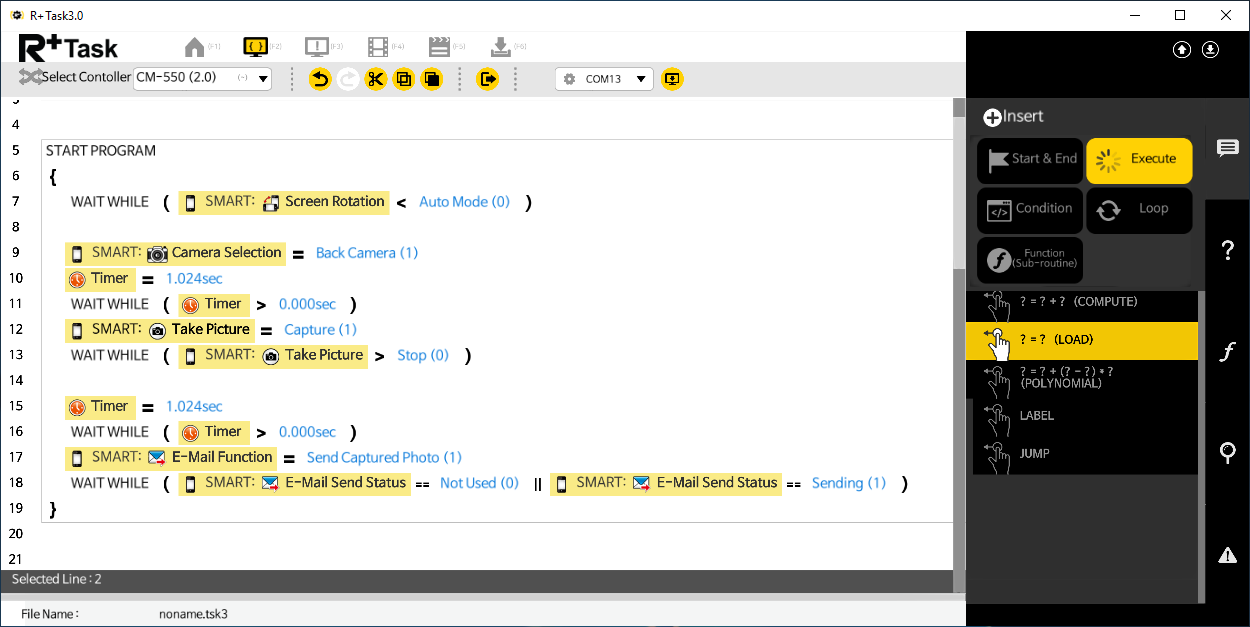 R+ Task3.0
R+Task
(F1) (F2) (F3) (F4) (F5) (F6)
Select Contoller CM-550 (2.0) (-) COM13
4
5 START PROGRAM
6 {
7 WAIT WHILE ( SMART: Screen Rotation < Auto Mode (0) )
8
9 SMART: Camera Selection = Back Camera (1)
10 Timer = 1.024sec
11 WAIT WHILE ( Timer > 0.000sec )
12 SMART: Take Picture = Capture (1)
13 WAIT WHILE ( SMART: Take Picture > Stop (0) )
14
15 Timer = 1.024sec
16 WAIT WHILE ( Timer > 0.000sec )
17 SMART: E-Mail Function = Send Captured Photo (1)
18 WAIT WHILE ( SMART: E-Mail Send Status == Not Used (0) || SMART: E-Mail Send Status == Sending (1) )
19 }
20
21
Selected Line : 2
File Name : noname.tsk3
Insert
Start & End
Execute
Condition
Loop
Function
(Sub-routine)
? = ? + ? (COMPUTE)
? = ? (LOAD)
? = ? + (? - ?) * ?
(POLYNOMIAL)
LABEL
JUMP